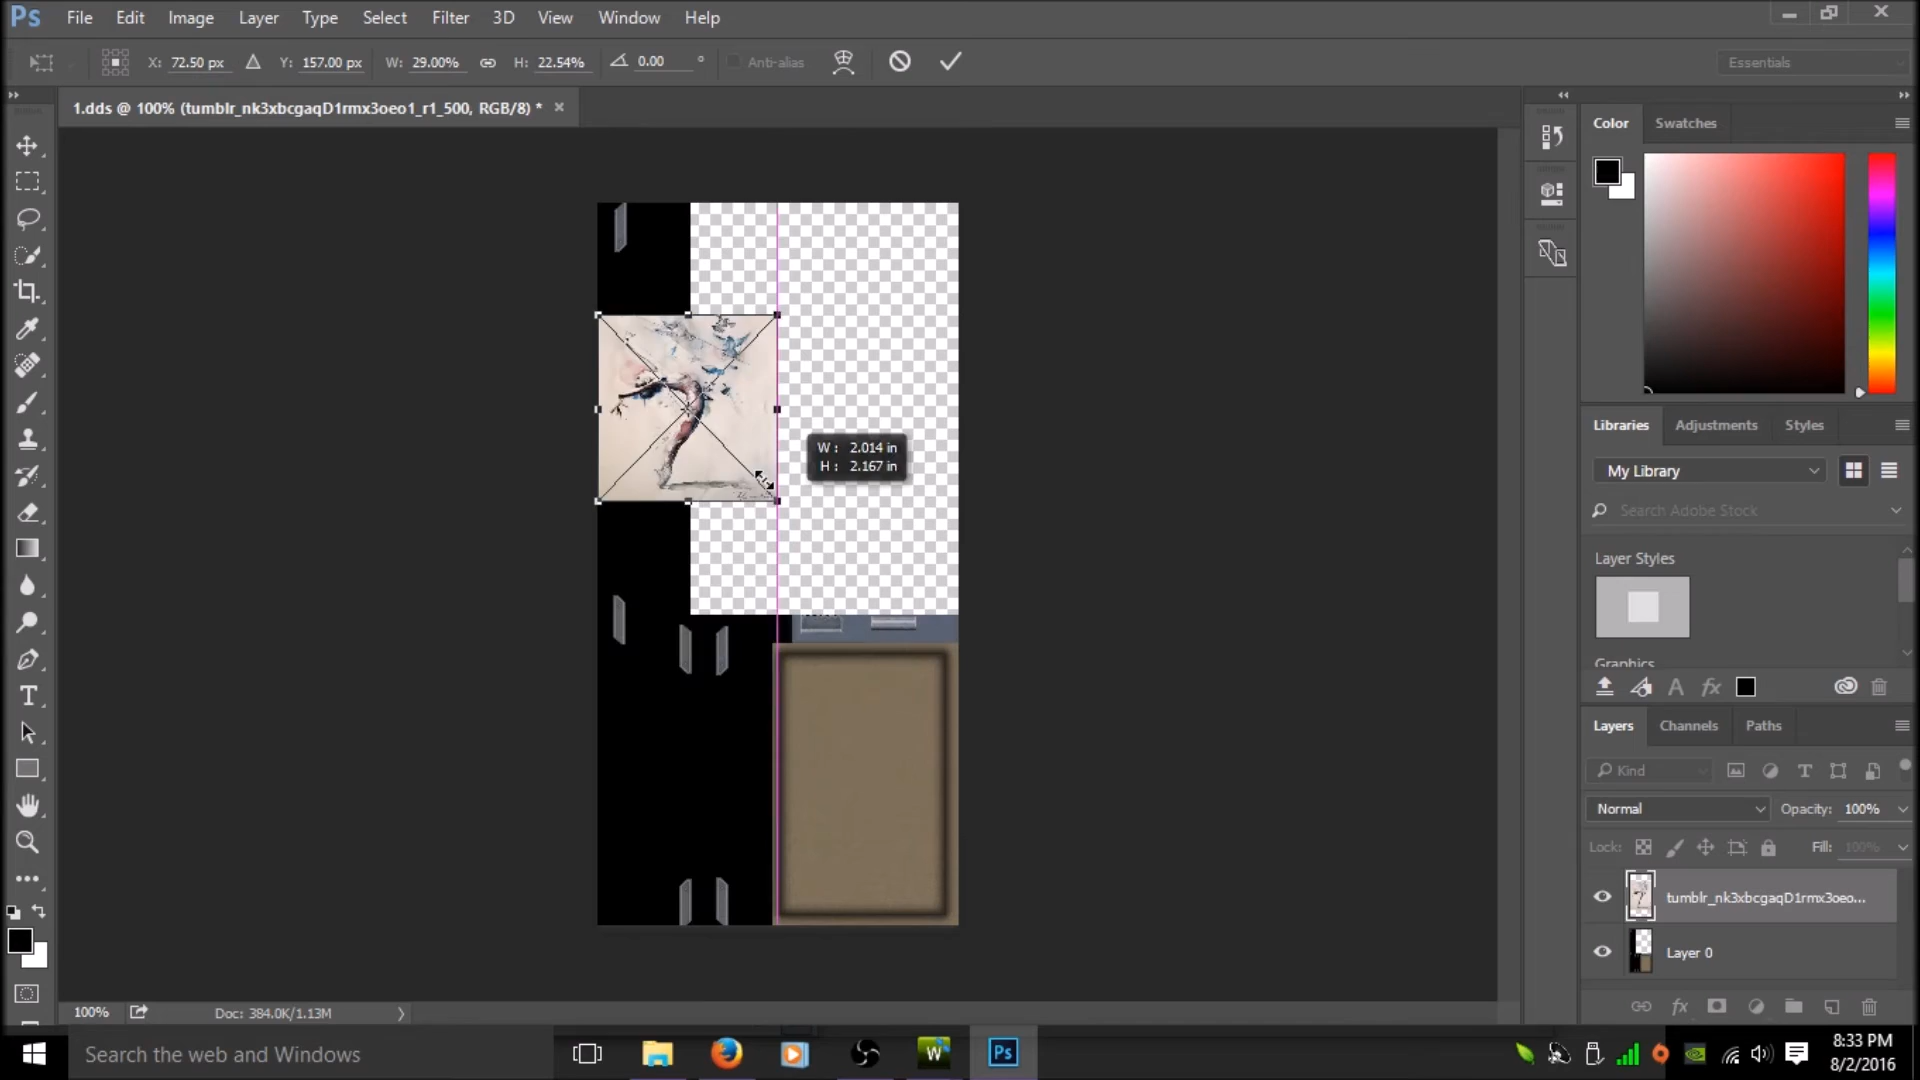 Ps File Edit Image Layer Type Select Filter 3D View Window Help
X: 72.50 px Y: 157.00 px W: 29.00% H: 22.54% 0.00 ° Anti-alias Essentials
1.dds @ 100% (tumblr_nk3xbcgaqD1rmx3oeo1_r1_500, RGB/8) * ×
Color Swatches
W : 2.014 in
H : 2.167 in
Libraries Adjustments Styles
My Library
Search Adobe Stock
Layer Styles
Graphics
Layers Channels Paths
Kind
Normal Opacity: 100%
Lock: Fill: 100%
tumblr_nk3xbcgaqD1rmx3oeo...
Layer 0
100% Doc: 384.0K/1.13M
Search the web and Windows
W
Ps
8:33 PM
8/2/2016